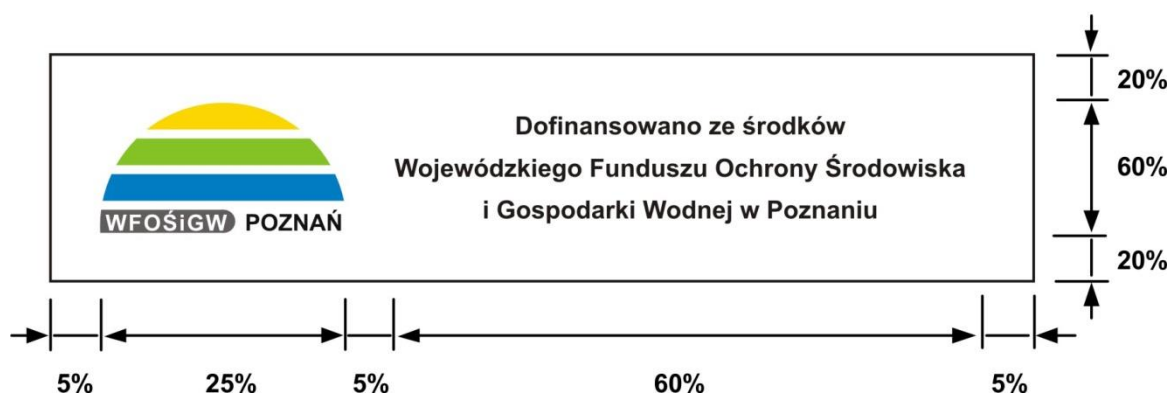 Dofinansowano ze środków
Wojewódzkiego Funduszu Ochrony Środowiska
i Gospodarki Wodnej w Poznaniu
WFOŚiGW POZNAŃ
20%
60%
20%
5% 25% 5% 60% 5%